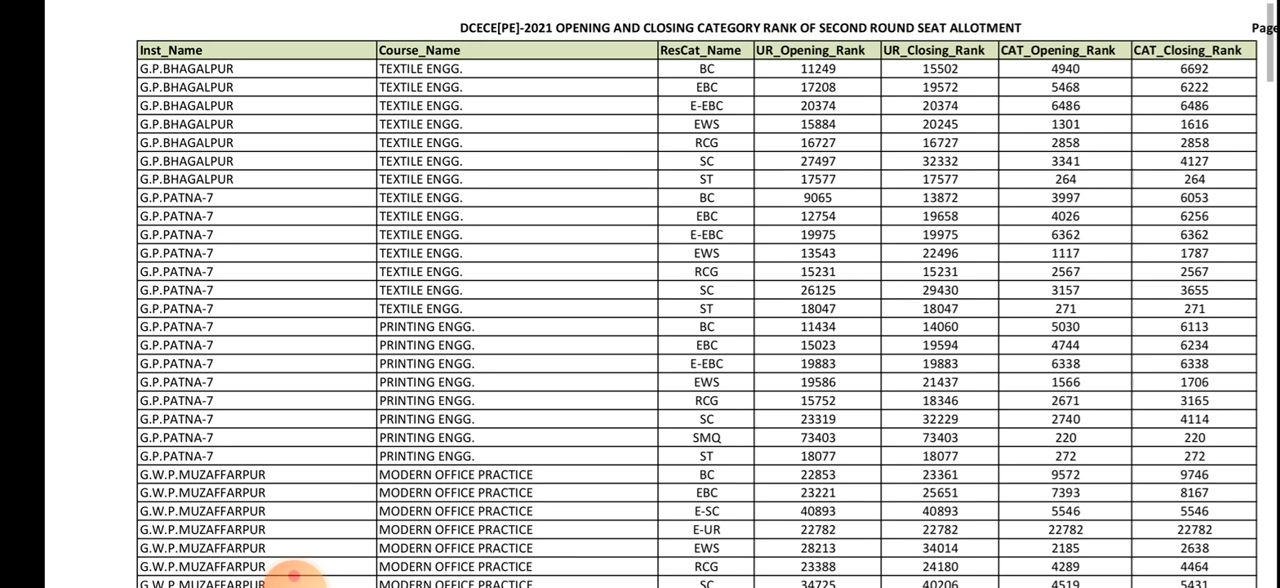 DCECE[PE]-2021 OPENING AND CLOSING CATEGORY RANK OF SECOND ROUND SEAT ALLOTMENT Page
Inst_Name Course_Name ResCat_Name UR_Opening_Rank UR_Closing_Rank CAT_Opening_Rank CAT_Closing_Rank
G.P.BHAGALPUR TEXTILE ENGG. BC 11249 15502 4940 6692
G.P.BHAGALPUR TEXTILE ENGG. EBC 17208 19572 5468 6222
G.P.BHAGALPUR TEXTILE ENGG. E-EBC 20374 20374 6486 6486
G.P.BHAGALPUR TEXTILE ENGG. EWS 15884 20245 1301 1616
G.P.BHAGALPUR TEXTILE ENGG. RCG 16727 16727 2858 2858
G.P.BHAGALPUR TEXTILE ENGG. SC 27497 32332 3341 4127
G.P.BHAGALPUR TEXTILE ENGG. ST 17577 17577 264 264
G.P.PATNA-7 TEXTILE ENGG. BC 9065 13872 3997 6053
G.P.PATNA-7 TEXTILE ENGG. EBC 12754 19658 4026 6256
G.P.PATNA-7 TEXTILE ENGG. E-EBC 19975 19975 6362 6362
G.P.PATNA-7 TEXTILE ENGG. EWS 13543 22496 1117 1787
G.P.PATNA-7 TEXTILE ENGG. RCG 15231 15231 2567 2567
G.P.PATNA-7 TEXTILE ENGG. SC 26125 29430 3157 3655
G.P.PATNA-7 TEXTILE ENGG. ST 18047 18047 271 271
G.P.PATNA-7 PRINTING ENGG. BC 11434 14060 5030 6113
G.P.PATNA-7 PRINTING ENGG. EBC 15023 19594 4744 6234
G.P.PATNA-7 PRINTING ENGG. E-EBC 19883 19883 6338 6338
G.P.PATNA-7 PRINTING ENGG. EWS 19586 21437 1566 1706
G.P.PATNA-7 PRINTING ENGG. RCG 15752 18346 2671 3165
G.P.PATNA-7 PRINTING ENGG. SC 23319 32229 2740 4114
G.P.PATNA-7 PRINTING ENGG. SMQ 73403 73403 220 220
G.P.PATNA-7 PRINTING ENGG. ST 18077 18077 272 272
G.W.P.MUZAFFARPUR MODERN OFFICE PRACTICE BC 22853 23361 9572 9746
G.W.P.MUZAFFARPUR MODERN OFFICE PRACTICE EBC 23221 25651 7393 8167
G.W.P.MUZAFFARPUR MODERN OFFICE PRACTICE E-SC 40893 40893 5546 5546
G.W.P.MUZAFFARPUR MODERN OFFICE PRACTICE E-UR 22782 22782 22782 22782
G.W.P.MUZAFFARPUR MODERN OFFICE PRACTICE EWS 28213 34014 2185 2638
G.W.P.MUZAFFARPUR MODERN OFFICE PRACTICE RCG 23388 24180 4289 4464
G.W.P.MUZAFFARPUR MODERN OFFICE PRACTICE SC 34725 40206 4519 5431